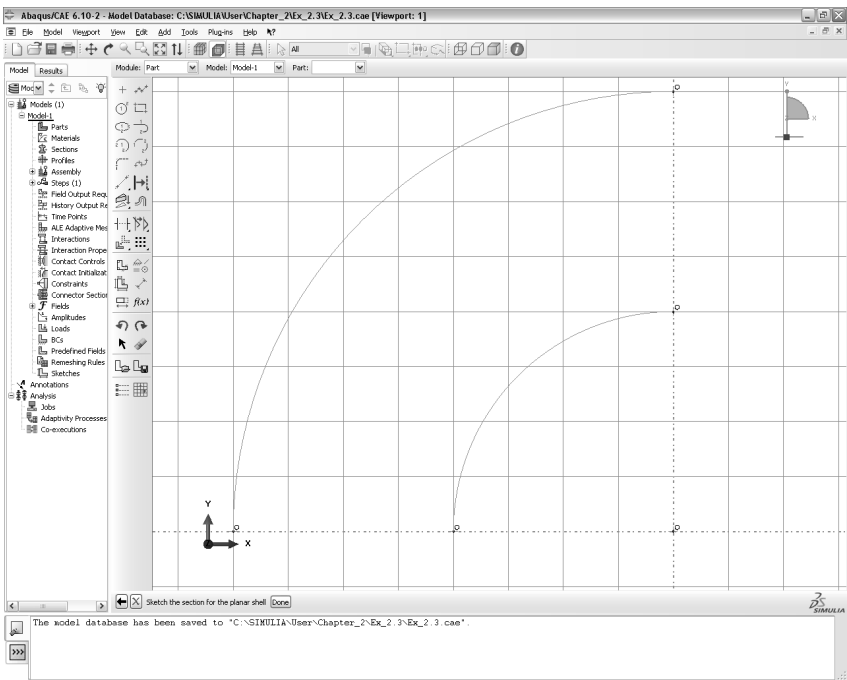 Abaqus/CAE 6.10-2 - Model Database: C:\SIMULIA\User\Chapter_2\Ex_2.3\Ex_2.3.cae [Viewport: 1]
File Model Viewport View Edit Add Tools Plug-ins Help
All
Model Results
Module: Part Model: Model-1 Part:
Mod
Models (1)
Model-1
Parts
Materials
Sections
Profiles
Assembly
Steps (1)
Field Output Requ
History Output Re
Time Points
ALE Adaptive Mes
Interactions
Interaction Prope
Contact Controls
Contact Initializat
Constraints
Connector Section
Fields
Amplitudes
Loads
BCs
Predefined Fields
Remeshing Rules
Sketches
Annotations
Analysis
Jobs
Adaptivity Processes
Co-executions
f(x)
Y
X
Y
X
Sketch the section for the planar shell Done
SIMULIA
The model database has been saved to "C:\SIMULIA\User\Chapter_2\Ex_2.3\Ex_2.3.cae".
>>>